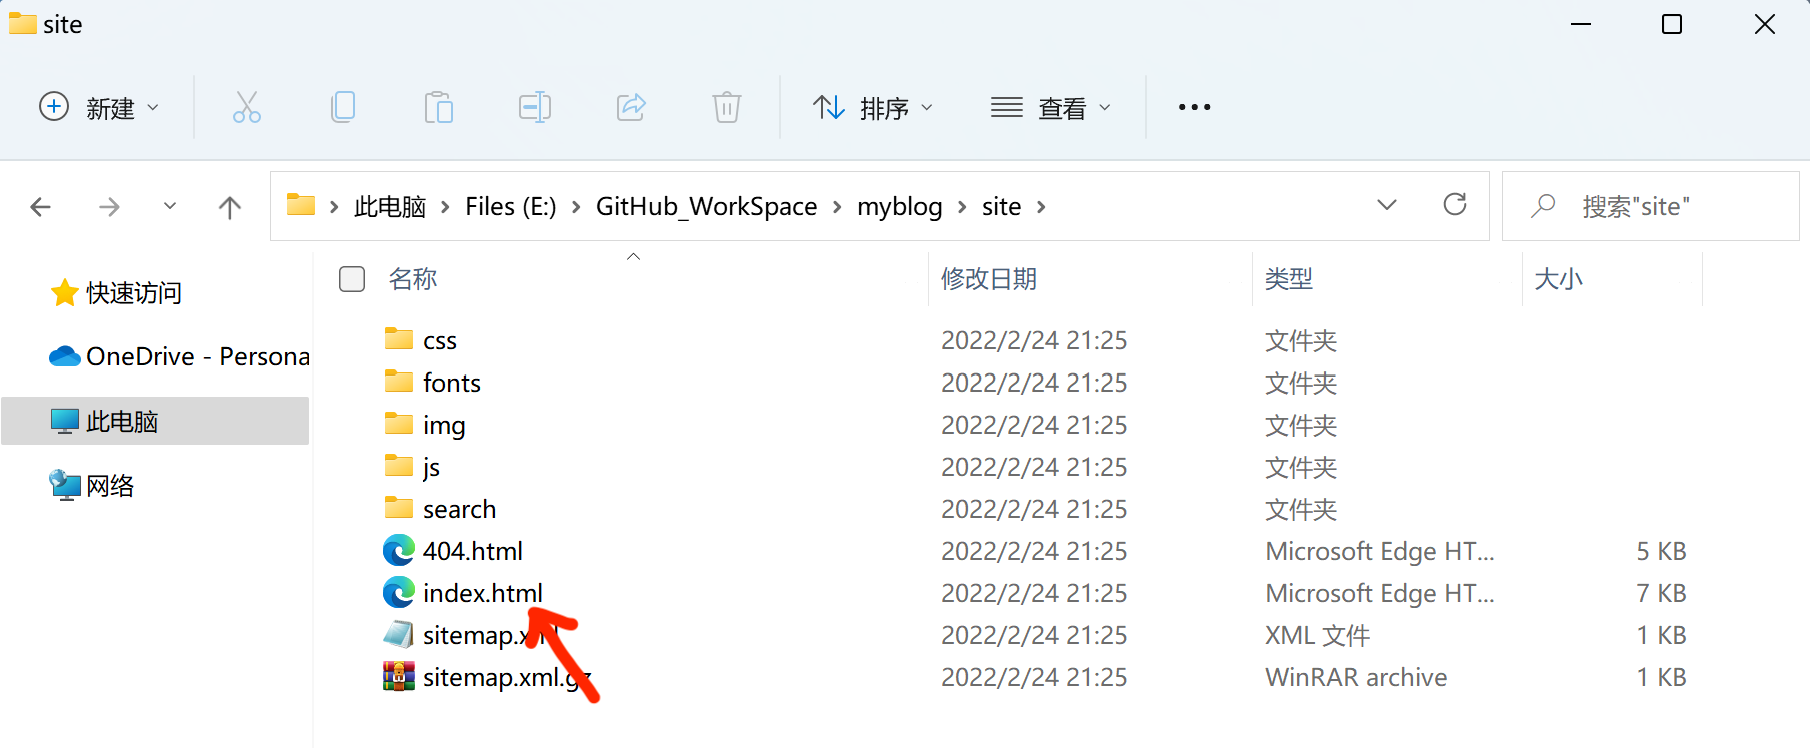 site
新建 排序 查看
此电脑 Files (E:) GitHub_WorkSpace myblog site 搜索"site"
快速访问
OneDrive - Persona
此电脑
网络
名称 修改日期 类型 大小
css 2022/2/24 21:25 文件夹
fonts 2022/2/24 21:25 文件夹
img 2022/2/24 21:25 文件夹
js 2022/2/24 21:25 文件夹
search 2022/2/24 21:25 文件夹
404.html 2022/2/24 21:25 Microsoft Edge HT... 5 KB
index.html 2022/2/24 21:25 Microsoft Edge HT... 7 KB
sitemap.xml 2022/2/24 21:25 XML 文件 1 KB
sitemap.xml.gz 2022/2/24 21:25 WinRAR archive 1 KB